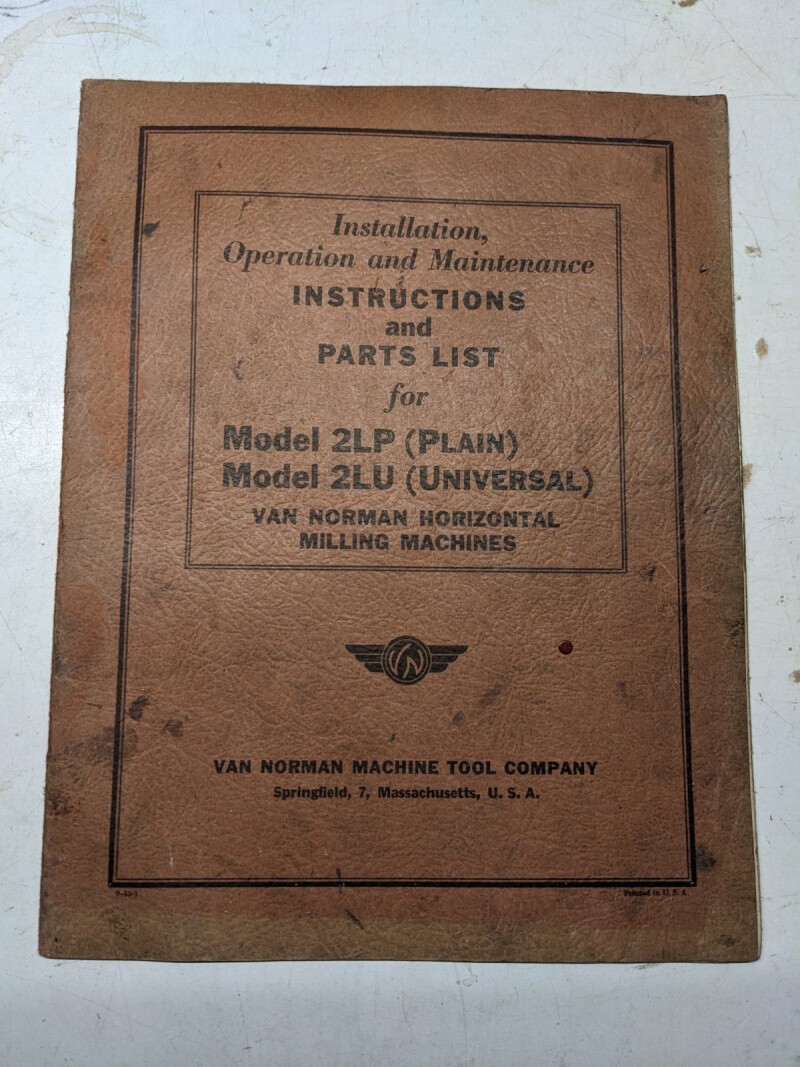 Installation,
Operation and Maintenance
INSTRUCTIONS
and
PARTS LIST
for
Model 2LP (PLAIN)
Model 2LU (UNIVERSAL)
VAN NORMAN HORIZONTAL
MILLING MACHINES
VN
VAN NORMAN MACHINE TOOL COMPANY
Springfield, 7, Massachusetts, U. S. A.
Printed in U. S. A